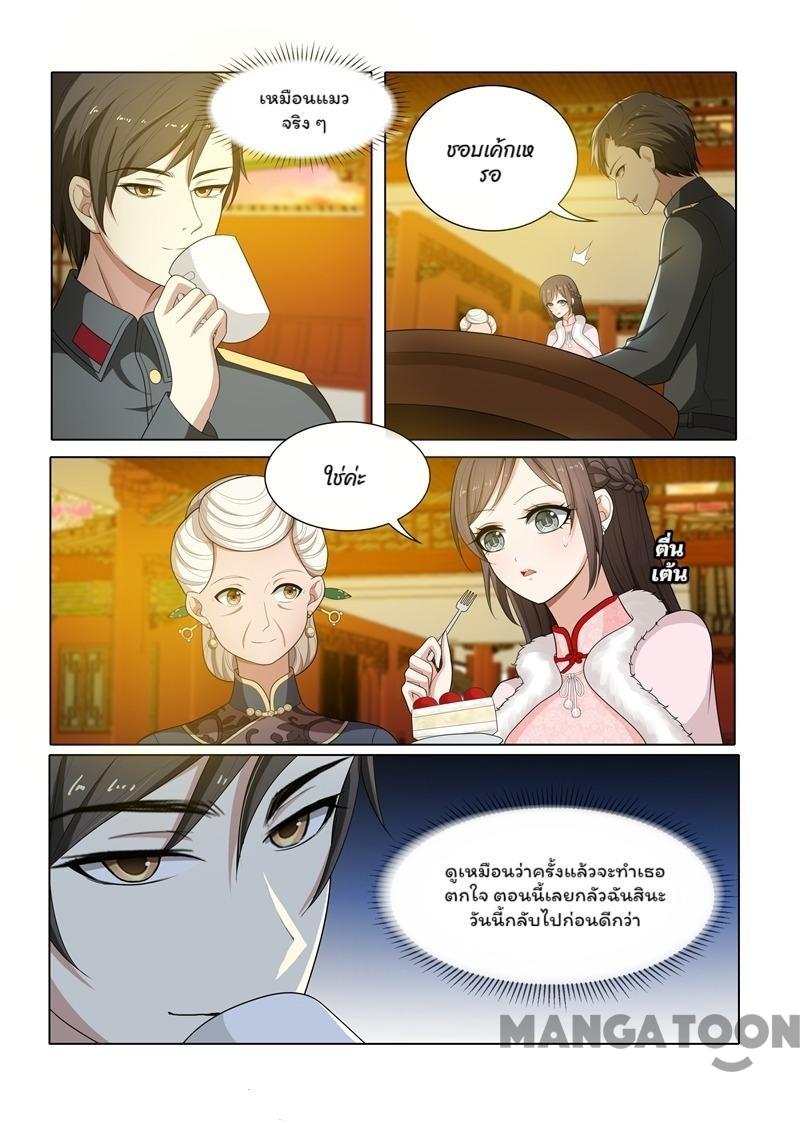 เหมือนแมว
จริง ๆ
ชอบเค้กเห
รอ
ใช่ค่ะ
ตื่น
เต้น
ดูเหมือนว่าครั้งแล้วจะทำเธอ
ตกใจ ตอนนี้เลยกลัวฉันสินะ
วันนี้กลับไปก่อนดีกว่า
MANGATOON